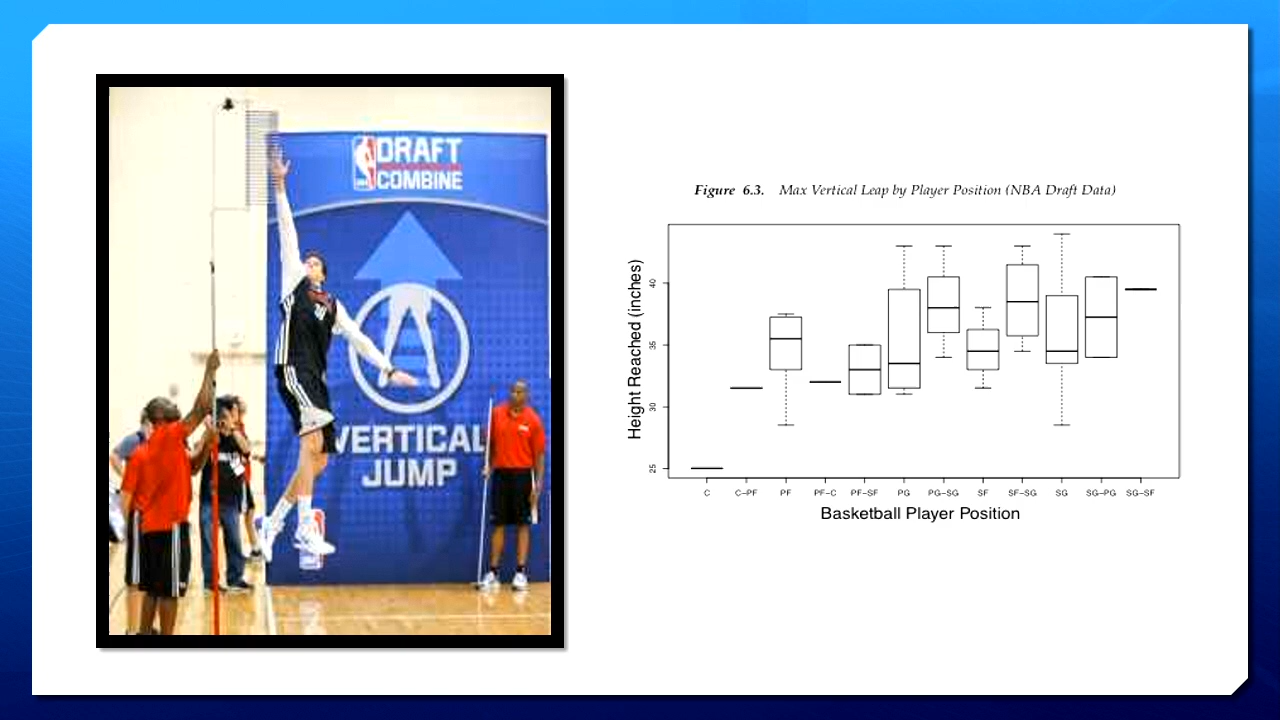 DRAFT
COMBINE
VERTICAL
JUMP
Figure 6.3. Max Vertical Leap by Player Position (NBA Draft Data)
Height Reached (inches)
40
35
30
25
C C-PF PF PF-C PF-SF PG PG-SG SF SF-SG SG SG-PG SG-SF
Basketball Player Position